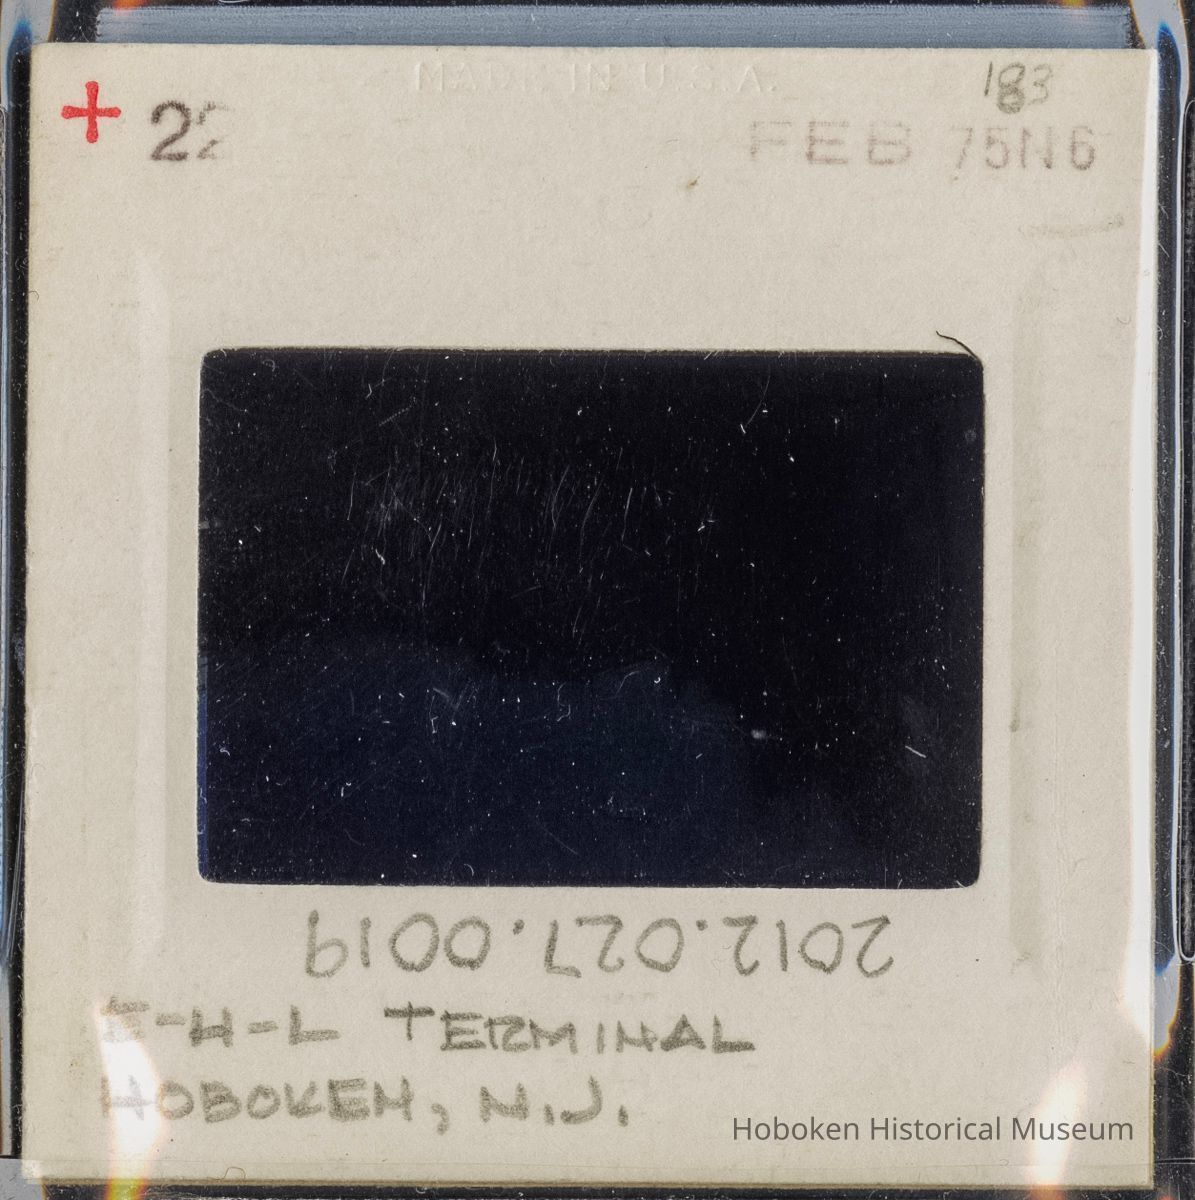 MADE IN U.S.A.
183
+ 22
FEB 75N6
2012.027.0019
E-H-L TERMINAL
HOBOKEN, N.J.
Hoboken Historical Museum